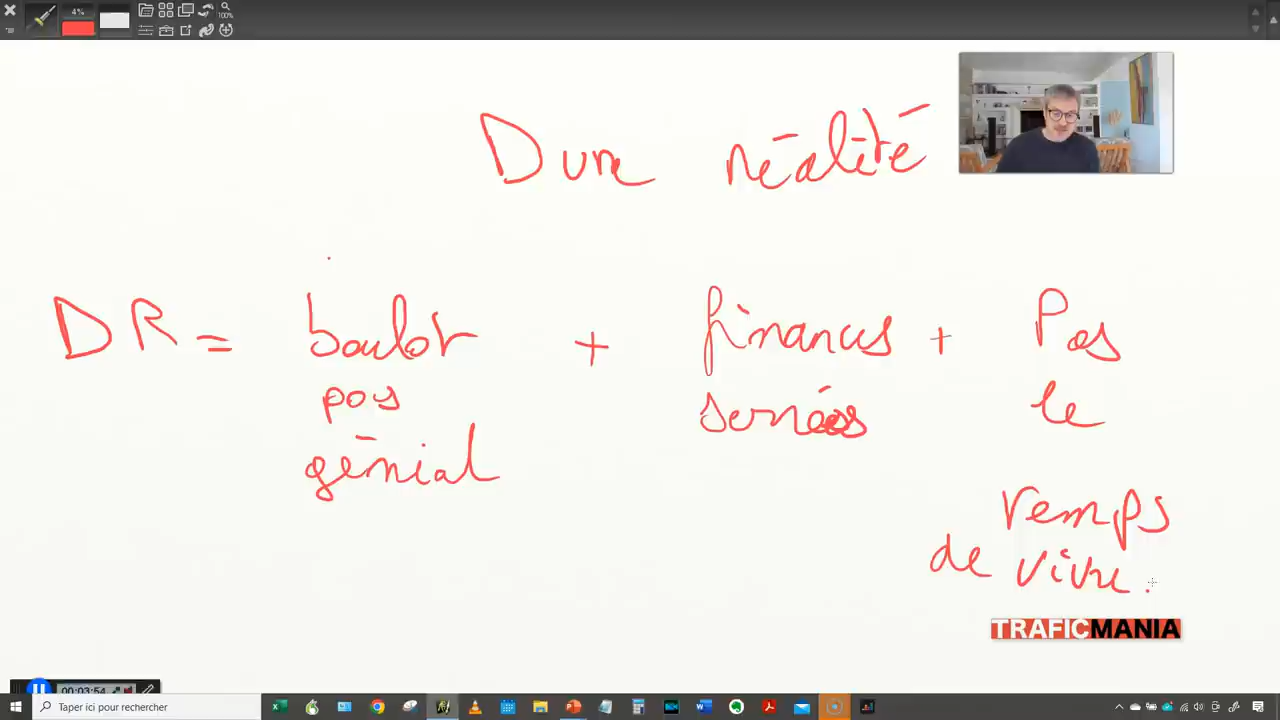 4%
100%
Dure réalité
DR = boulot + finances + Pas
pas serrées le
génial
temps
de vivre.
TRAFICMANIA
00:03:54
Taper ici pour rechercher